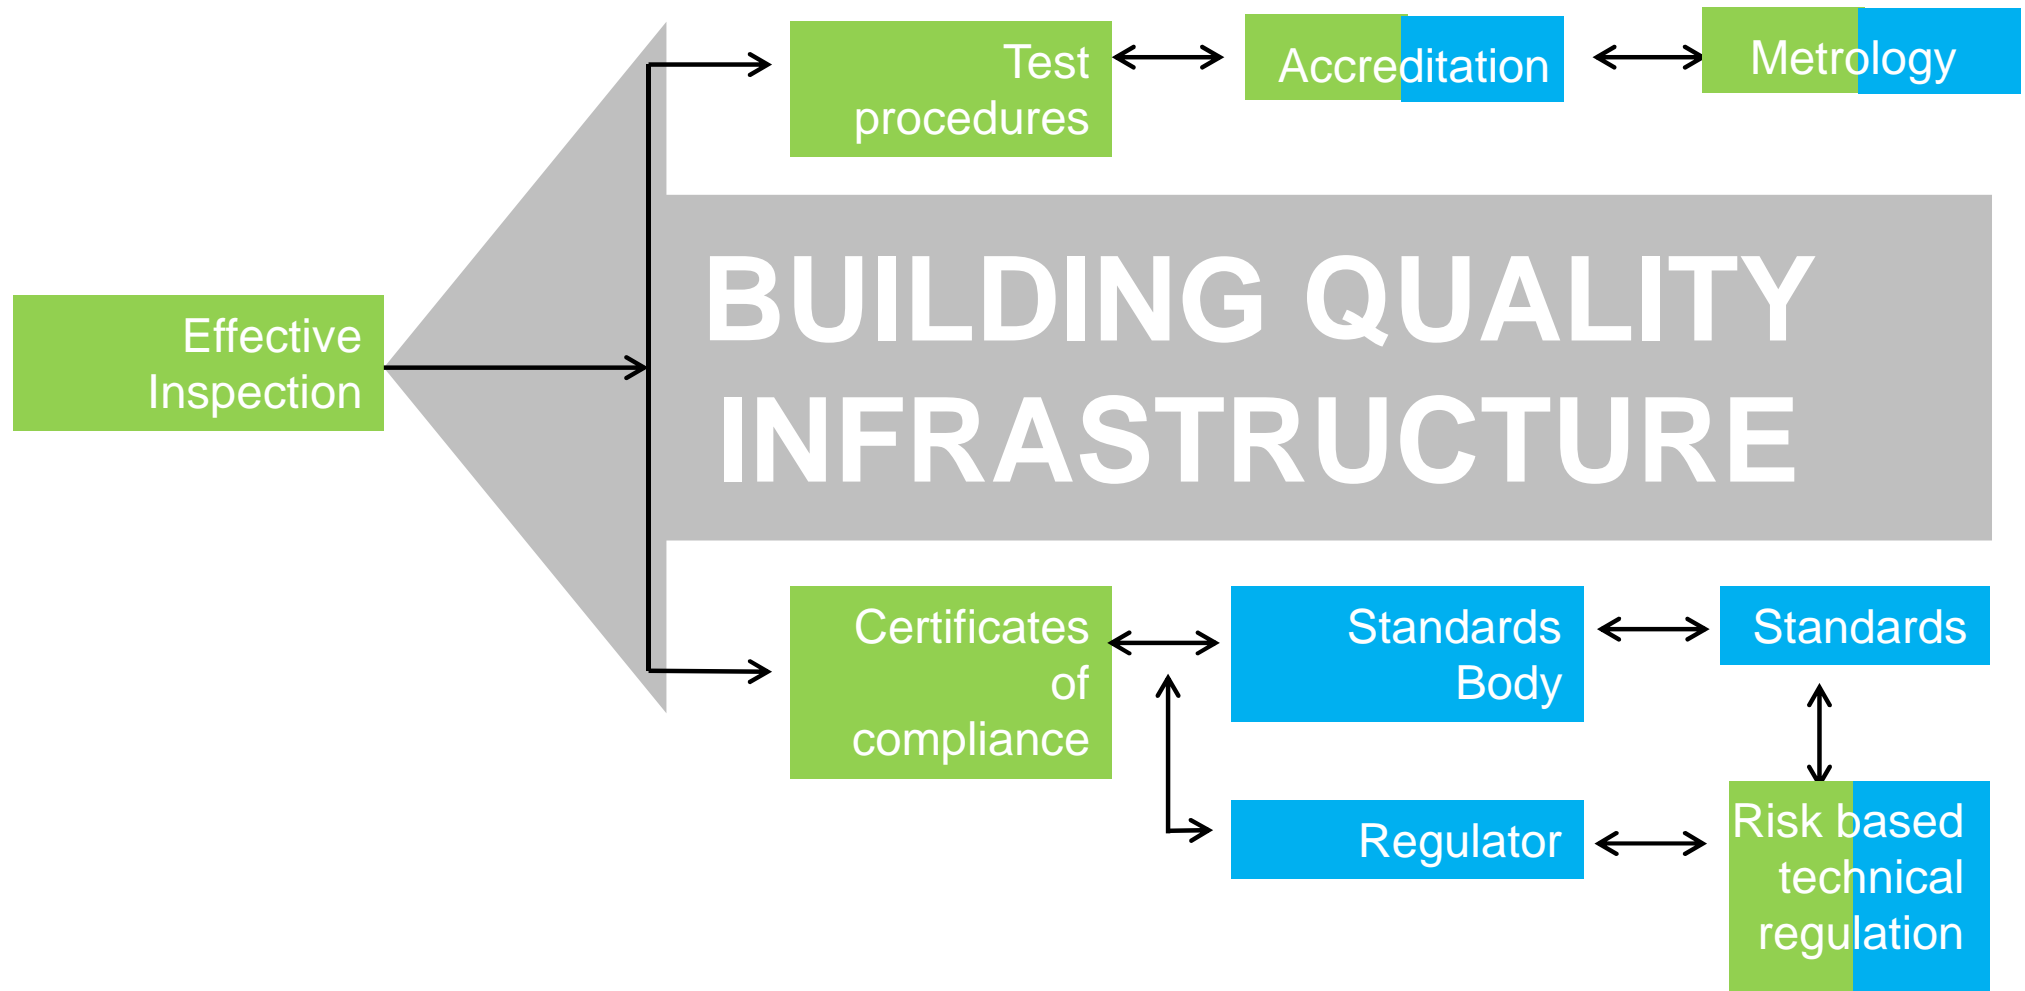 Test
procedures
Accreditation
Metrology
BUILDING QUALITY
INFRASTRUCTURE
Effective
Inspection
Certificates
of
compliance
Standards
Body
Standards
Regulator
Risk based
technical
regulation